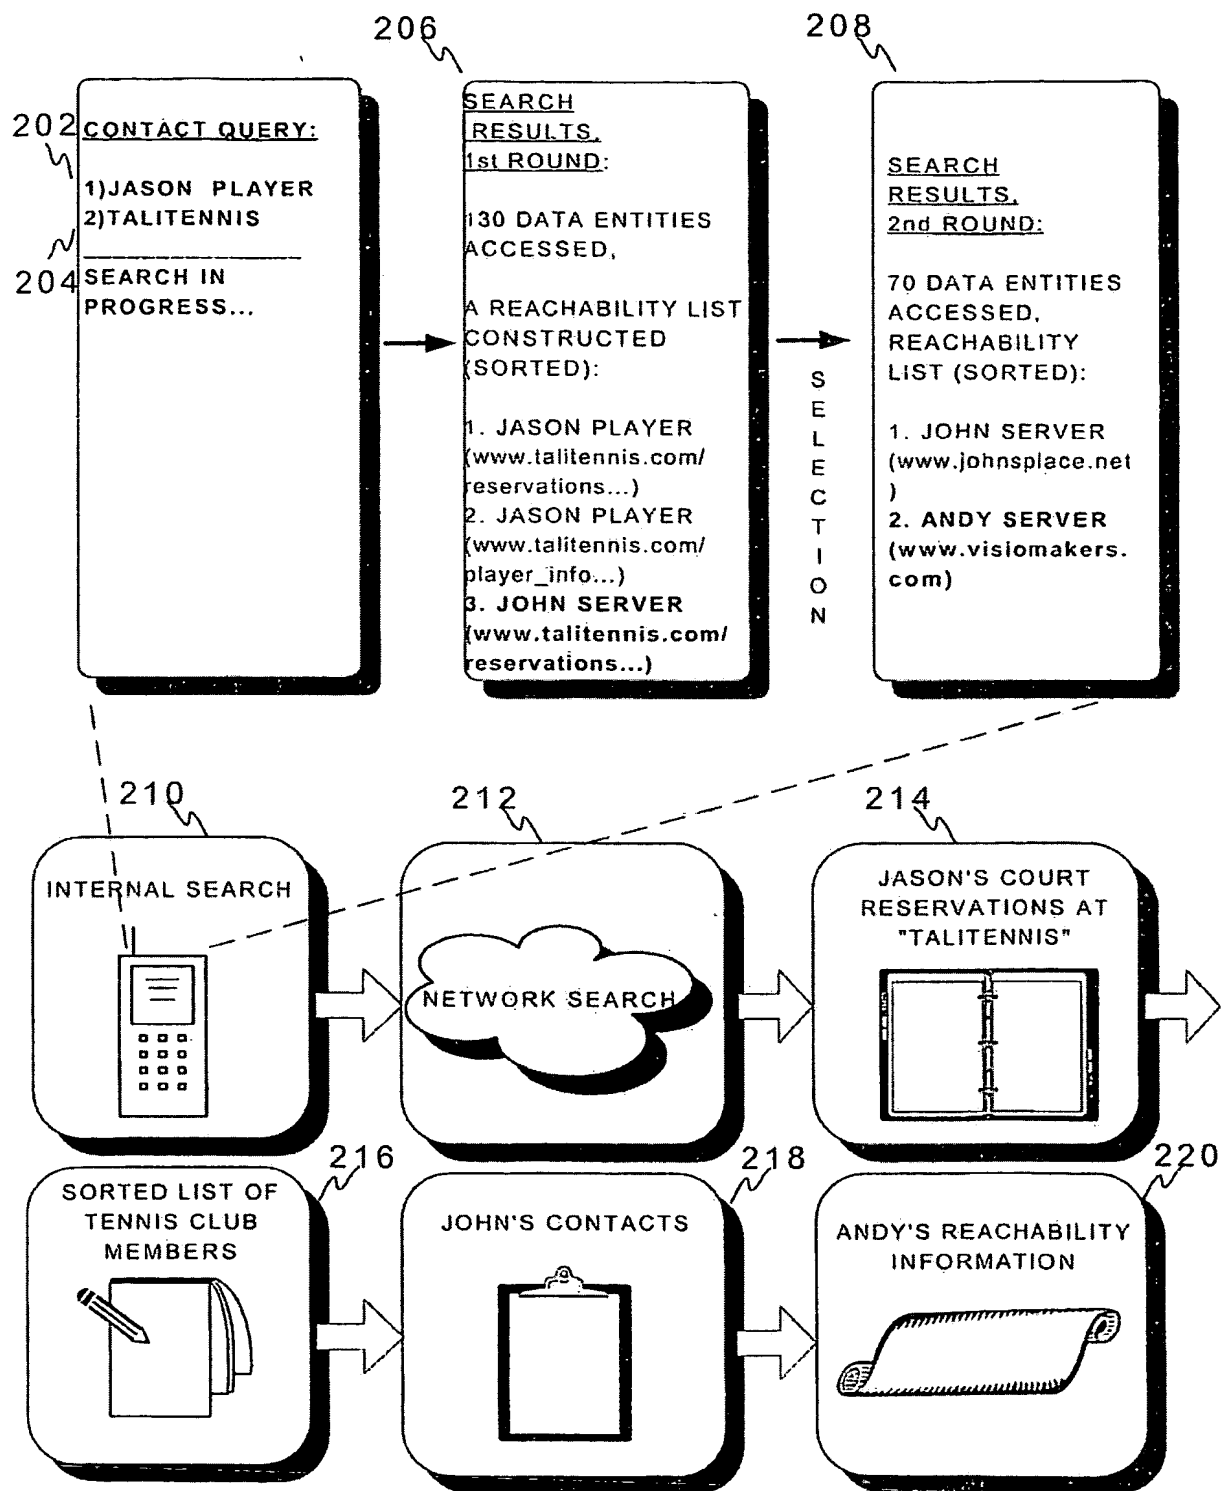 206
208
202
CONTACT QUERY:
1)JASON PLAYER
2)TALITENNIS
204
SEARCH IN
PROGRESS...
SEARCH
RESULTS,
1st ROUND:
130 DATA ENTITIES
ACCESSED,
A REACHABILITY LIST
CONSTRUCTED
(SORTED):
1. JASON PLAYER
(www.talitennis.com/
reservations...)
2. JASON PLAYER
(www.talitennis.com/
player_info...)
3. JOHN SERVER
(www.talitennis.com/
reservations...)
SELECTION
SEARCH
RESULTS,
2nd ROUND:
70 DATA ENTITIES
ACCESSED,
REACHABILITY
LIST (SORTED):
1. JOHN SERVER
(www.johnsplace.net
)
2. ANDY SERVER
(www.visiomakers.
com)
210
INTERNAL SEARCH
212
NETWORK SEARCH
214
JASON'S COURT
RESERVATIONS AT
"TALITENNIS"
216
SORTED LIST OF
TENNIS CLUB
MEMBERS
218
JOHN'S CONTACTS
220
ANDY'S REACHABILITY
INFORMATION